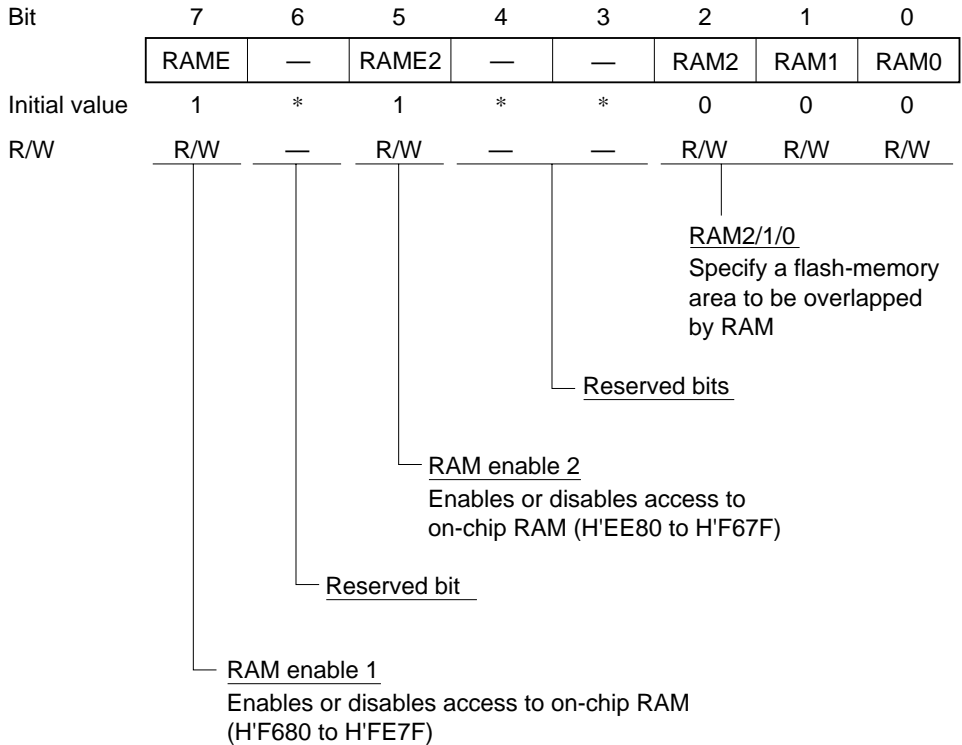 Bit 7 6 5 4 3 2 1 0
RAME — RAME2 — — RAM2 RAM1 RAM0
Initial value 1 * 1 * * 0 0 0
R/W R/W — R/W — — R/W R/W R/W
RAM2/1/0
Specify a flash-memory
area to be overlapped
by RAM
Reserved bits
RAM enable 2
Enables or disables access to
on-chip RAM (H'EE80 to H'F67F)
Reserved bit
RAM enable 1
Enables or disables access to on-chip RAM
(H'F680 to H'FE7F)